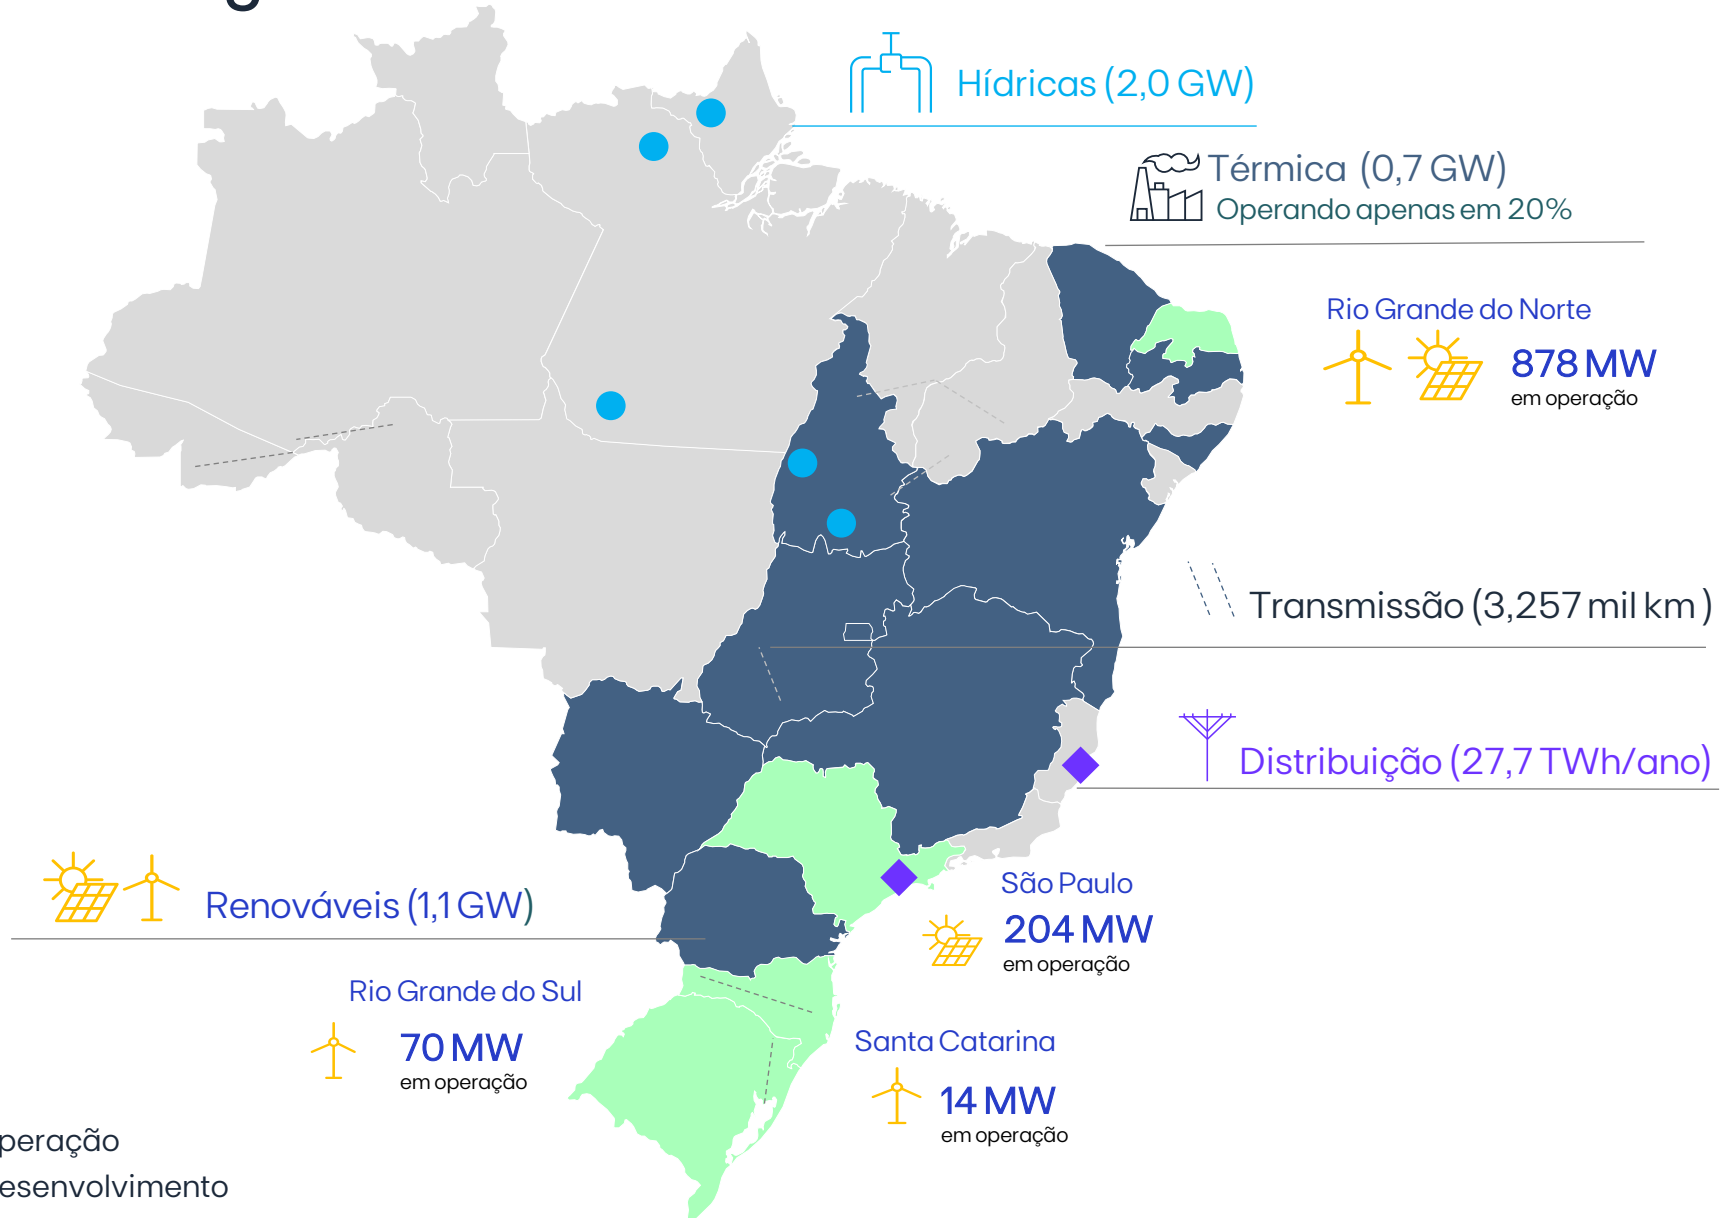 Hídricas (2,0 GW)
Térmica (0,7 GW)
Operando apenas em 20%
Rio Grande do Norte
878 MW
em operação
Transmissão (3,257 mil km )
Distribuição (27,7 TWh/ano)
Renováveis (1,1 GW)
São Paulo
204 MW
em operação
Rio Grande do Sul
70 MW
em operação
Santa Catarina
14 MW
em operação
peração
esenvolvimento